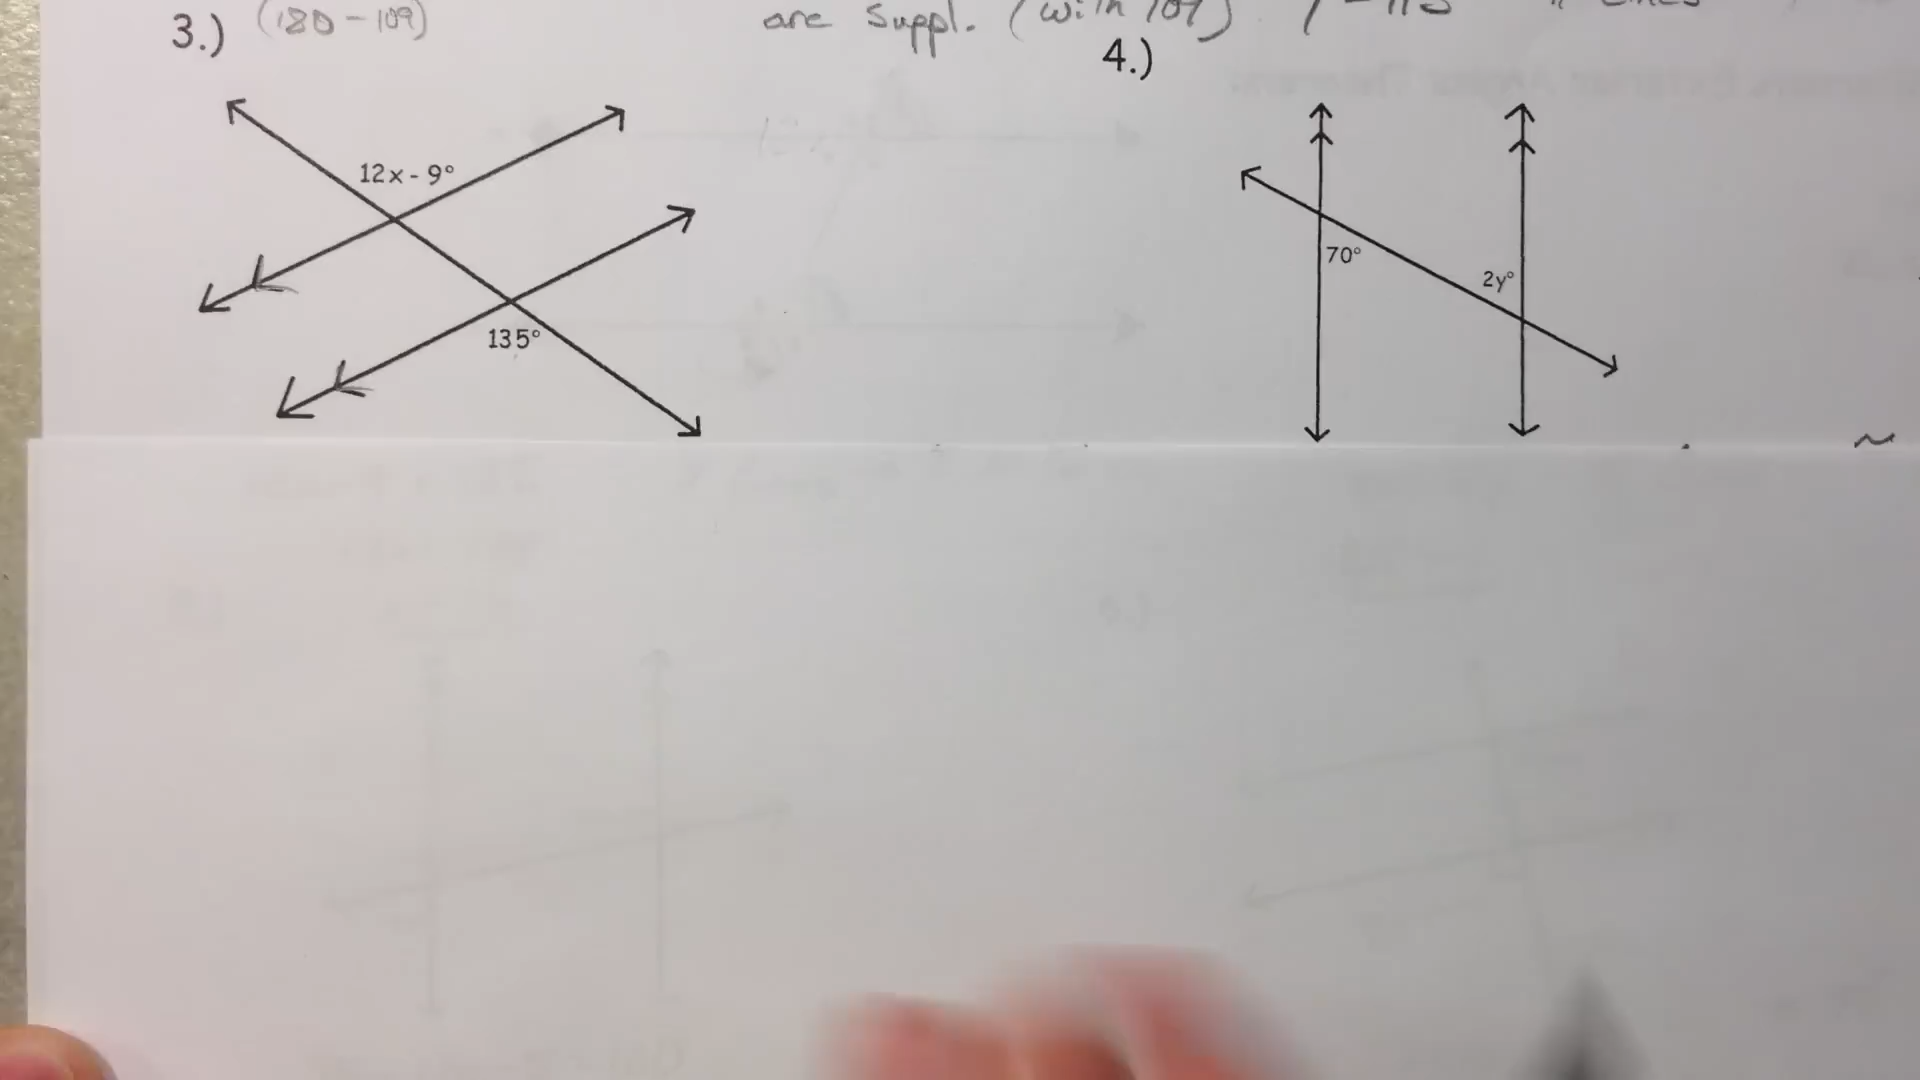 3.) (180 - 109) are suppl. (with 109)
4.)
12x - 9°
135°
70°
2y°